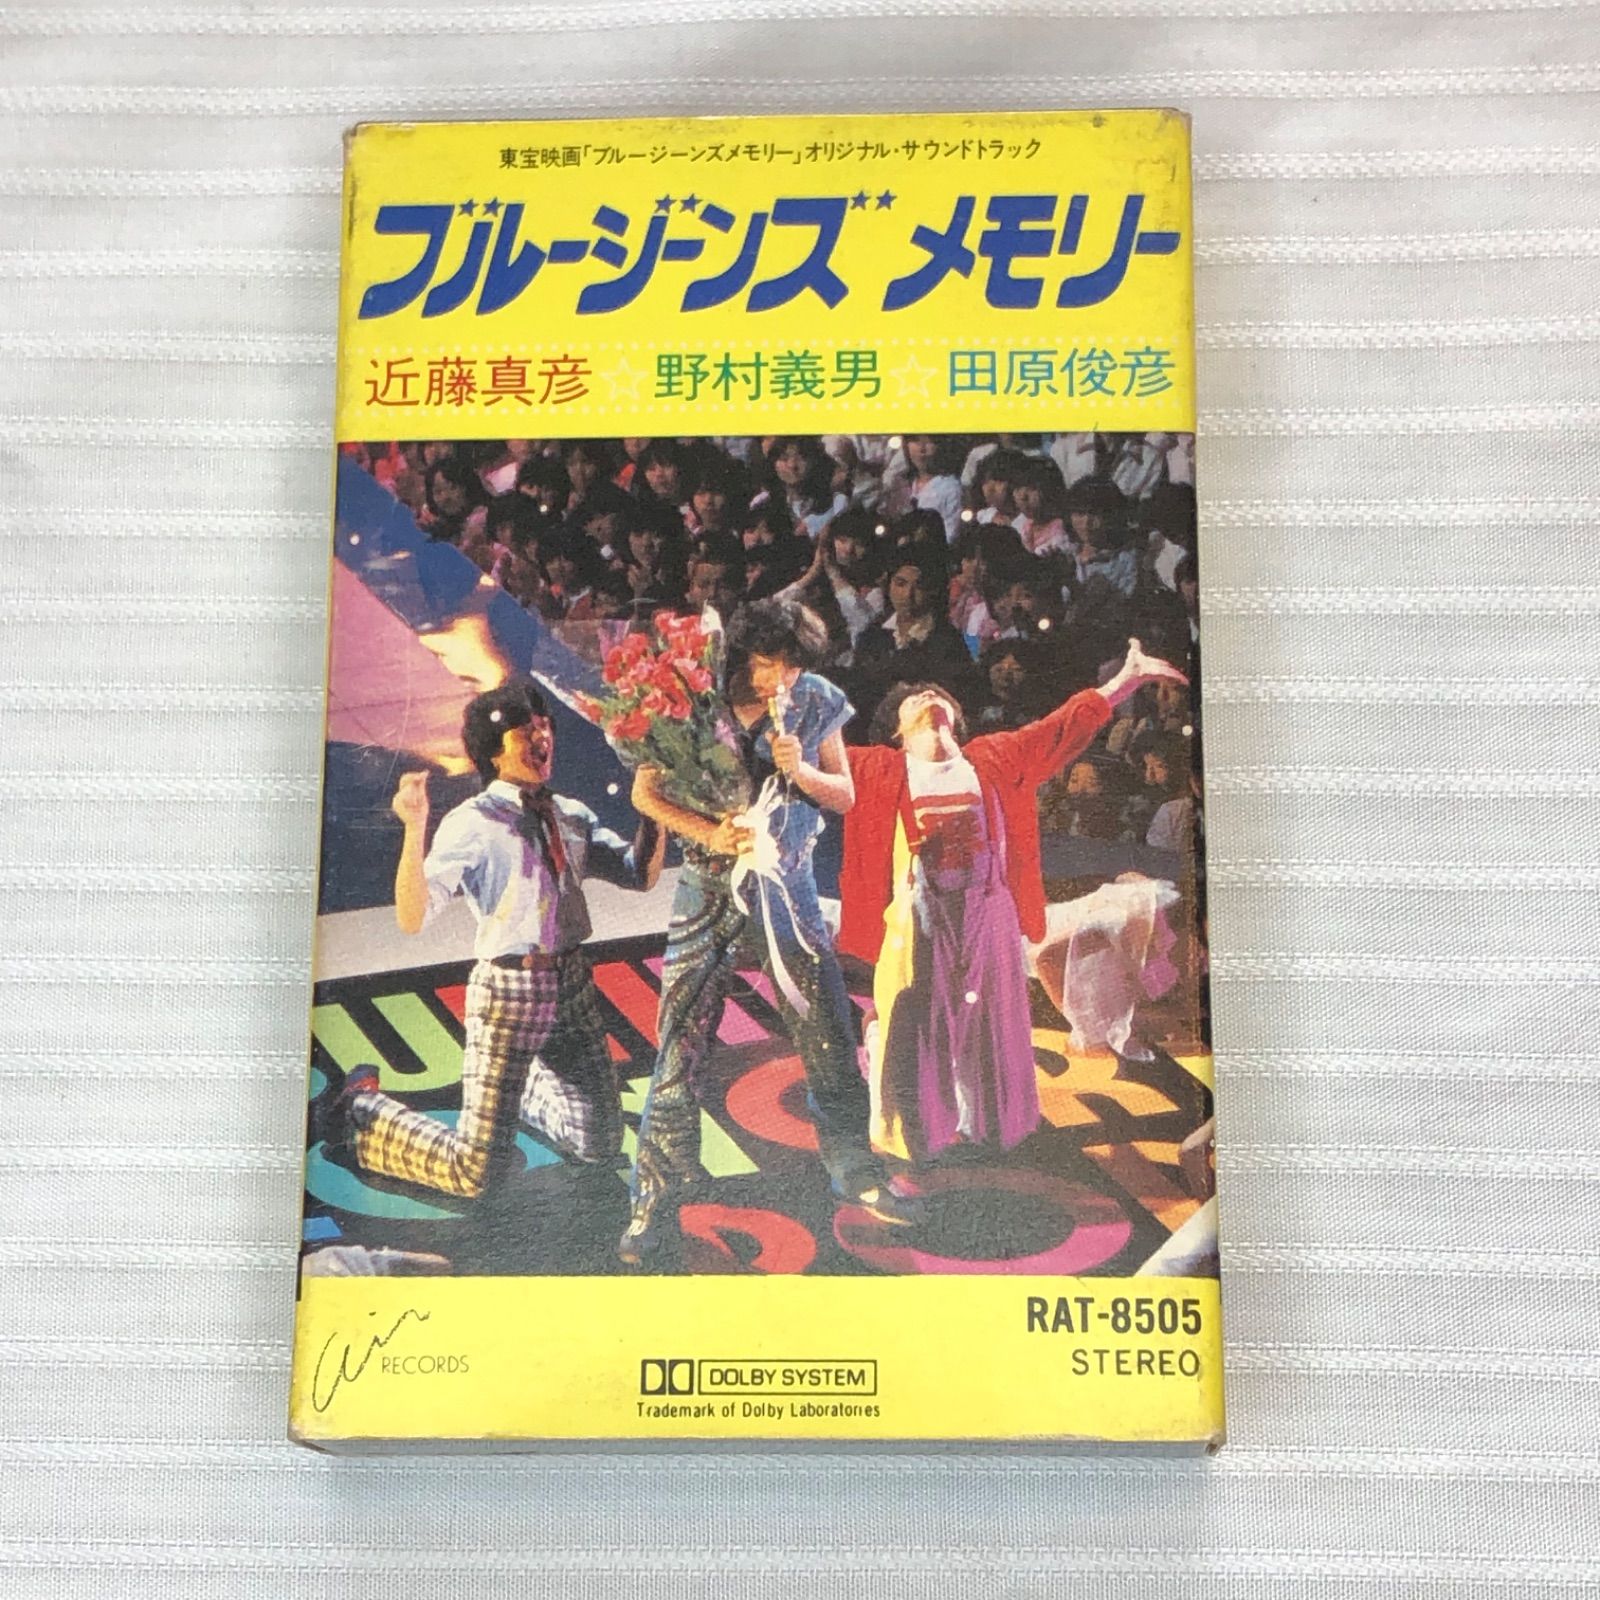 東宝映画「ブルージーンズメモリー」オリジナル・サウンドトラック
ブルージーンズ メモリー
近藤真彦☆野村義男☆田原俊彦
RAT-8505
STEREO
Air RECORDS
DOLBY SYSTEM
Trademark of Dolby Laboratories